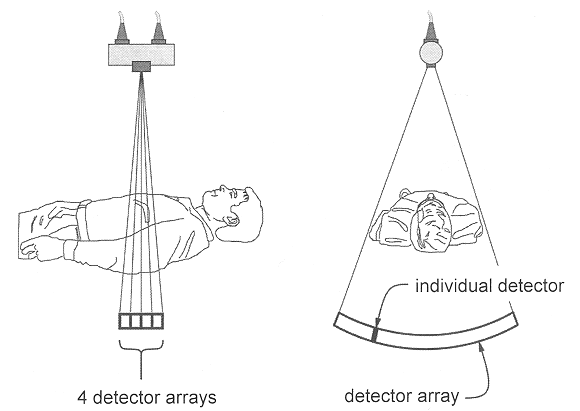 individual detector
4 detector arrays
detector array